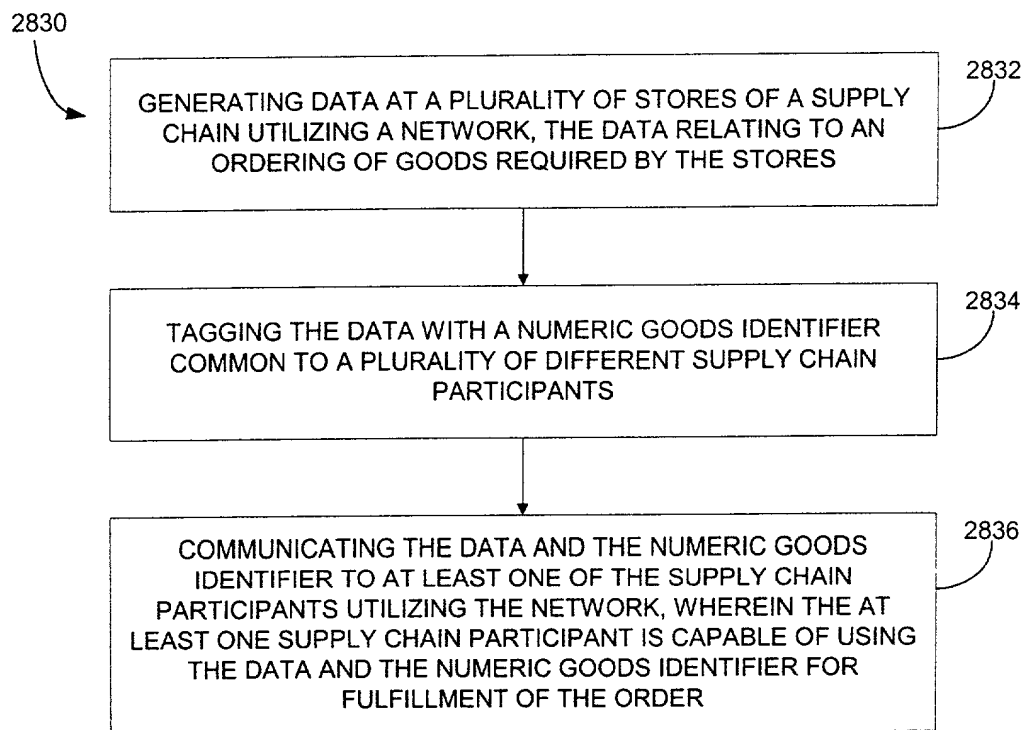 2830
2832
GENERATING DATA AT A PLURALITY OF STORES OF A SUPPLY
CHAIN UTILIZING A NETWORK, THE DATA RELATING TO AN
ORDERING OF GOODS REQUIRED BY THE STORES
2834
TAGGING THE DATA WITH A NUMERIC GOODS IDENTIFIER
COMMON TO A PLURALITY OF DIFFERENT SUPPLY CHAIN
PARTICIPANTS
2836
COMMUNICATING THE DATA AND THE NUMERIC GOODS
IDENTIFIER TO AT LEAST ONE OF THE SUPPLY CHAIN
PARTICIPANTS UTILIZING THE NETWORK, WHEREIN THE AT
LEAST ONE SUPPLY CHAIN PARTICIPANT IS CAPABLE OF USING
THE DATA AND THE NUMERIC GOODS IDENTIFIER FOR
FULFILLMENT OF THE ORDER